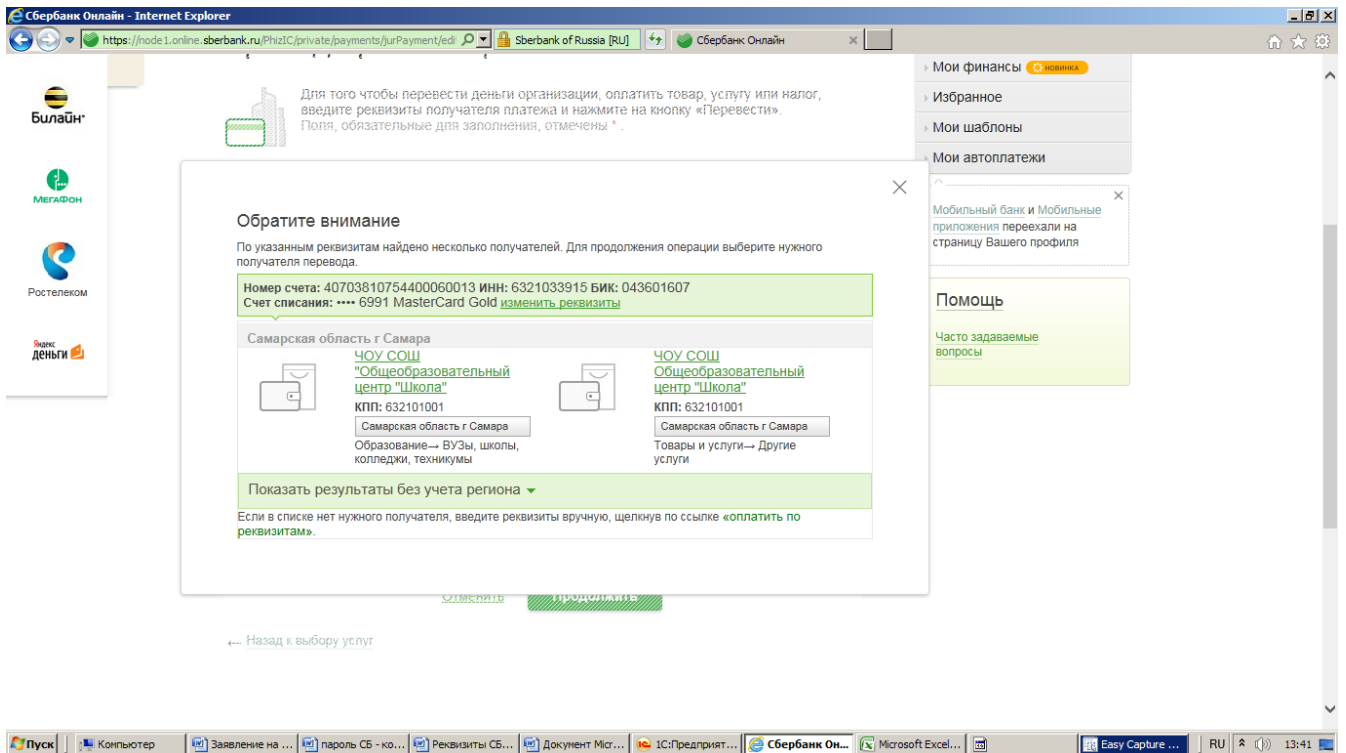 Сбербанк Онлайн - Internet Explorer
https://node1.online.sberbank.ru/PhizIC/private/payments/jurPayment/edi
Sberbank of Russia [RU]
Сбербанк Онлайн
Билайн
МегаФон
Ростелеком
Яндекс
деньги
Для того чтобы перевести деньги организации, оплатить товар, услугу или налог,
введите реквизиты получателя платежа и нажмите на кнопку «Перевести».
Поля, обязательные для заполнения, отмечены * .
Мои финансы НОВИНКА
Избранное
Мои шаблоны
Мои автоплатежи
Мобильный банк и Мобильные
приложения переехали на
страницу Вашего профиля
Помощь
Часто задаваемые
вопросы
Обратите внимание
По указанным реквизитам найдено несколько получателей. Для продолжения операции выберите нужного
получателя перевода.
Номер счета: 40703810754400060013 ИНН: 6321033915 БИК: 043601607
Счет списания: •••• 6991 MasterCard Gold изменить реквизиты
Самарская область г Самара
ЧОУ СОШ
"Общеобразовательный
центр "Школа"
КПП: 632101001
Самарская область г Самара
Образование→ ВУЗы, школы,
колледжи, техникумы
ЧОУ СОШ
Общеобразовательный
центр "Школа"
КПП: 632101001
Самарская область г Самара
Товары и услуги→ Другие
услуги
Показать результаты без учета региона
Если в списке нет нужного получателя, введите реквизиты вручную, щелкнув по ссылке «оплатить по
реквизитам».
Отменить
Продолжить
← Назад к выбору услуг
Пуск
Компьютер
Заявление на ...
пароль СБ - ко...
Реквизиты СБ...
Документ Micr...
1С:Предприят...
Сбербанк Он...
Microsoft Excel...
Easy Capture ...
RU
13:41